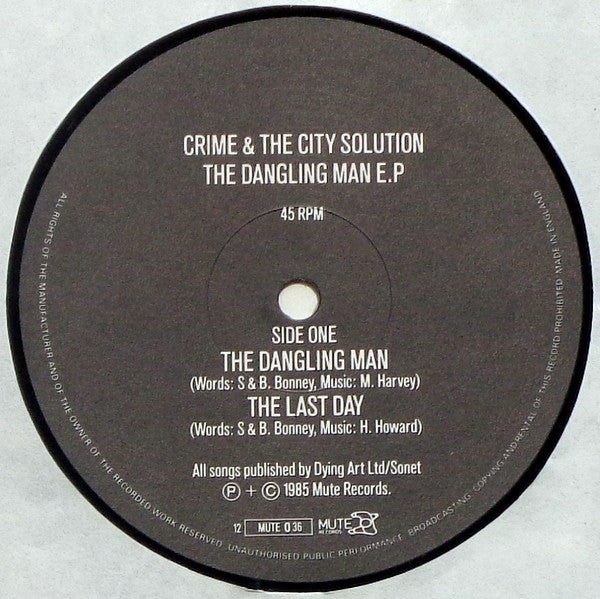 CRIME & THE CITY SOLUTION
THE DANGLING MAN E.P
45 RPM
SIDE ONE
THE DANGLING MAN
(Words: S & B. Bonney, Music: M. Harvey)
THE LAST DAY
(Words: S & B. Bonney, Music: H. Howard)
All songs published by Dying Art Ltd/Sonet
Ⓟ + Ⓒ 1985 Mute Records.
12 MUTE 0 36 MUTE
RECORDS
ALL RIGHTS OF THE MANUFACTURER AND OF THE OWNER OF THE RECORDED WORK RESERVED. UNAUTHORISED PUBLIC PERFORMANCE. BROADCASTING. COPYING AND RENTAL OF THIS RECORD PROHIBITED. MADE IN ENGLAND